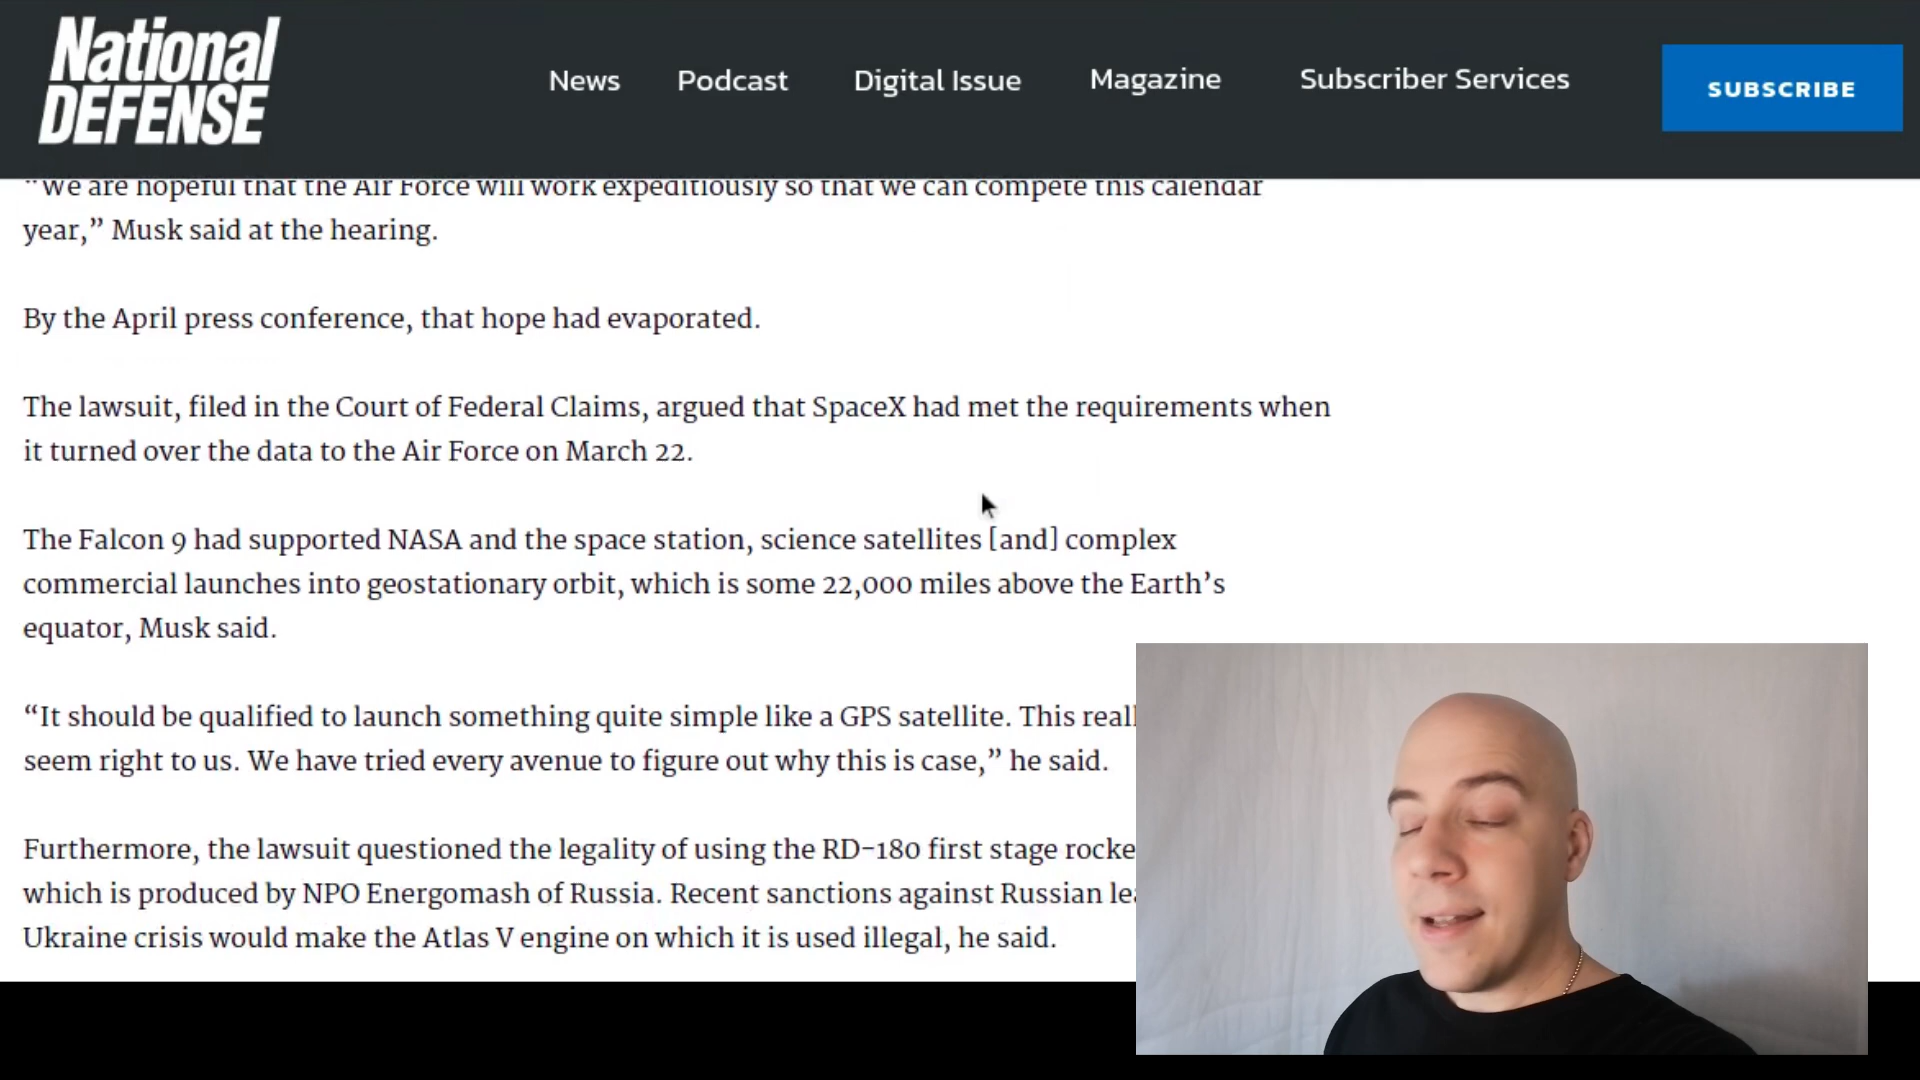 National
DEFENSE
News Podcast Digital Issue Magazine Subscriber Services SUBSCRIBE
“We are hopeful that the Air Force will work expeditiously so that we can compete this calendar
year,” Musk said at the hearing.
By the April press conference, that hope had evaporated.
The lawsuit, filed in the Court of Federal Claims, argued that SpaceX had met the requirements when
it turned over the data to the Air Force on March 22.
The Falcon 9 had supported NASA and the space station, science satellites [and] complex
commercial launches into geostationary orbit, which is some 22,000 miles above the Earth’s
equator, Musk said.
“It should be qualified to launch something quite simple like a GPS satellite. This
seem right to us. We have tried every avenue to figure out why this is case,” he said.
Furthermore, the lawsuit questioned the legality of using the RD-180 first stage
which is produced by NPO Energomash of Russia. Recent sanctions against Russian
Ukraine crisis would make the Atlas V engine on which it is used illegal, he said.